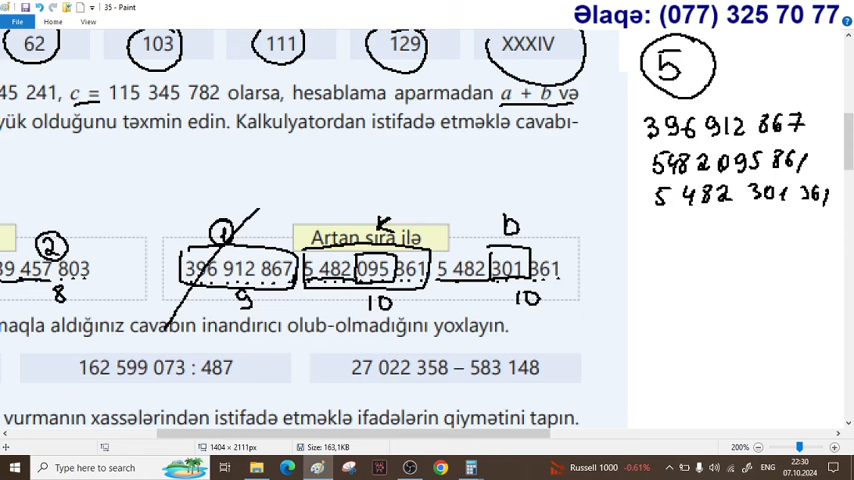 35 - Paint
Əlaqə: (077) 325 70 77
File Home View
62 103 111 129 XXXIV
5
45 241, c = 115 345 782 olarsa, hesablama aparmadan a + b və
yük olduğunu təxmin edin. Kalkulyatordan istifadə etməklə cavabı-
396 912 867
5482 095 861
5 482 301 361
2 1 K b
Artan sıra ilə
39 457 803 396 912 867 5 482 095 361 5 482 301 361
8 9 10 10
maqla aldığınız cavabın inandırıcı olub-olmadığını yoxlayın.
162 599 073 : 487 27 022 358 – 583 148
vurmanın xassələrindən istifadə etməklə ifadələrin qiymətini tapın.
1404 × 2111px Size: 163,1KB 200%
Type here to search Russell 1000 -0.61% ENG 22:30
07.10.2024